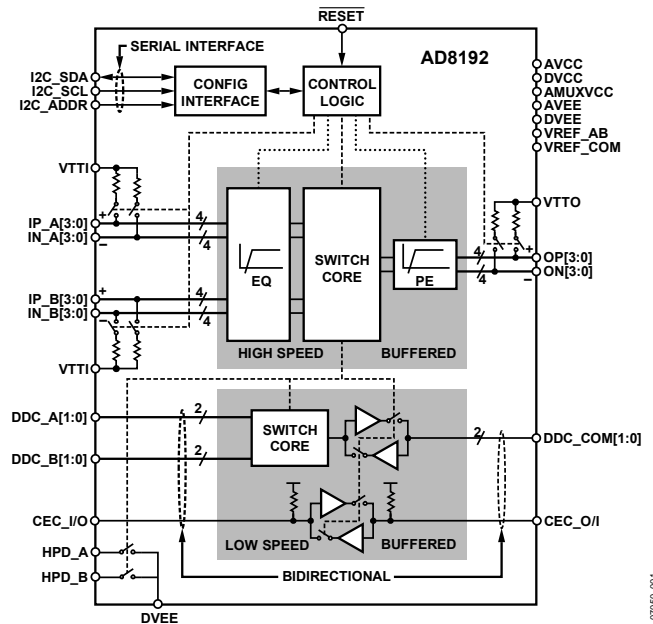 RESET
SERIAL INTERFACE
AD8192
I2C_SDA
I2C_SCL
I2C_ADDR
CONFIG
INTERFACE
CONTROL
LOGIC
AVCC
DVCC
AMUXVCC
AVEE
DVEE
VREF_AB
VREF_COM
VTTI
+
IP_A[3:0]
IN_A[3:0]
–
4
4
EQ
SWITCH
CORE
PE
VTTO
+
OP[3:0]
ON[3:0]
–
4
4
+
IP_B[3:0]
IN_B[3:0]
–
4
4
VTTI
HIGH SPEED
BUFFERED
DDC_A[1:0]
2
DDC_B[1:0]
2
SWITCH
CORE
2
DDC_COM[1:0]
CEC_I/O
CEC_O/I
LOW SPEED
BUFFERED
HPD_A
HPD_B
BIDIRECTIONAL
DVEE
07050-001